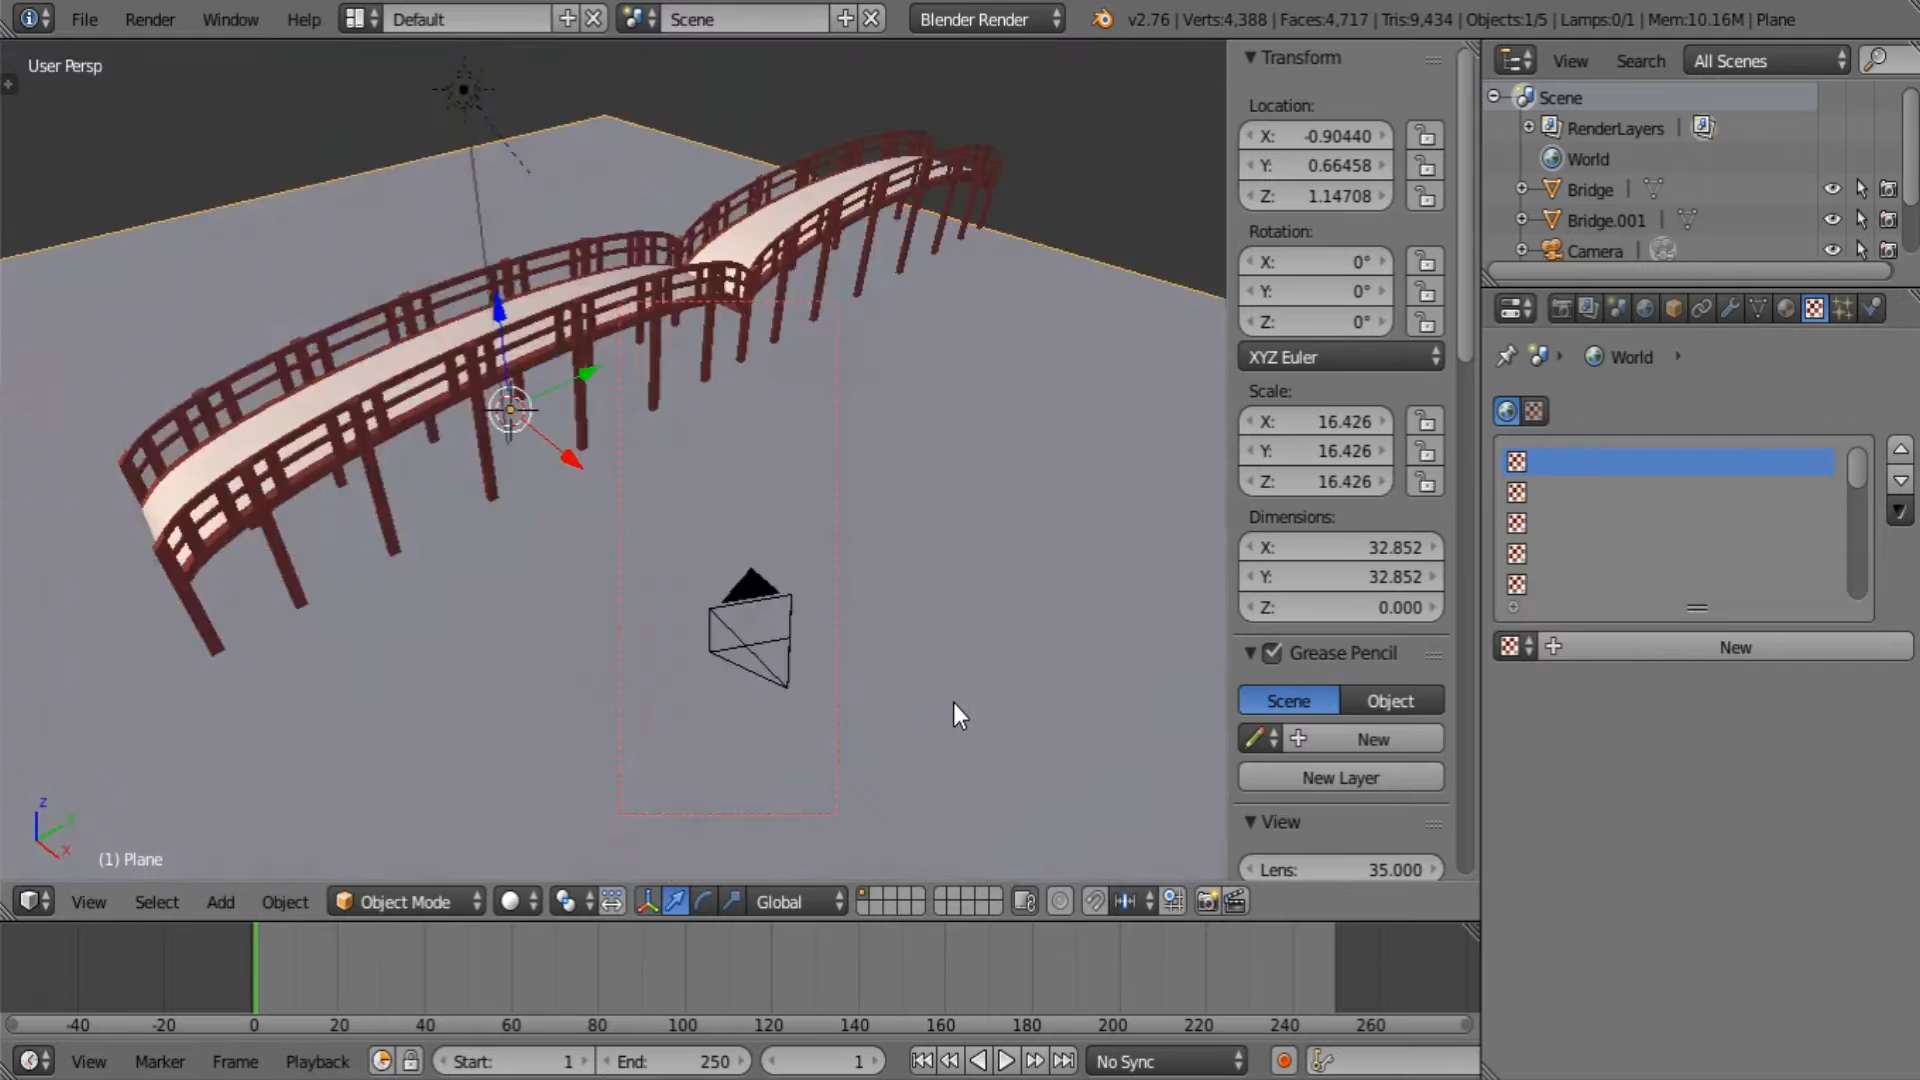 File Render Window Help Default Scene Blender Render v2.76 | Verts:4,388 | Faces:4,717 | Tris:9,434 | Objects:1/5 | Lamps:0/1 | Mem:10.16M | Plane
User Persp
Z
X
(1) Plane
Transform
Location:
X: -0.90440
Y: 0.66458
Z: 1.14708
Rotation:
X: 0°
Y: 0°
Z: 0°
XYZ Euler
Scale:
X: 16.426
Y: 16.426
Z: 16.426
Dimensions:
X: 32.852
Y: 32.852
Z: 0.000
Grease Pencil
Scene Object
New
New Layer
View
Lens: 35.000
View Search All Scenes
Scene
RenderLayers
World
Bridge
Bridge.001
Camera
World
New
View Select Add Object Object Mode Global
-40 -20 0 20 40 60 80 100 120 140 160 180 200 220 240 260
View Marker Frame Playback Start: 1 End: 250 1 No Sync